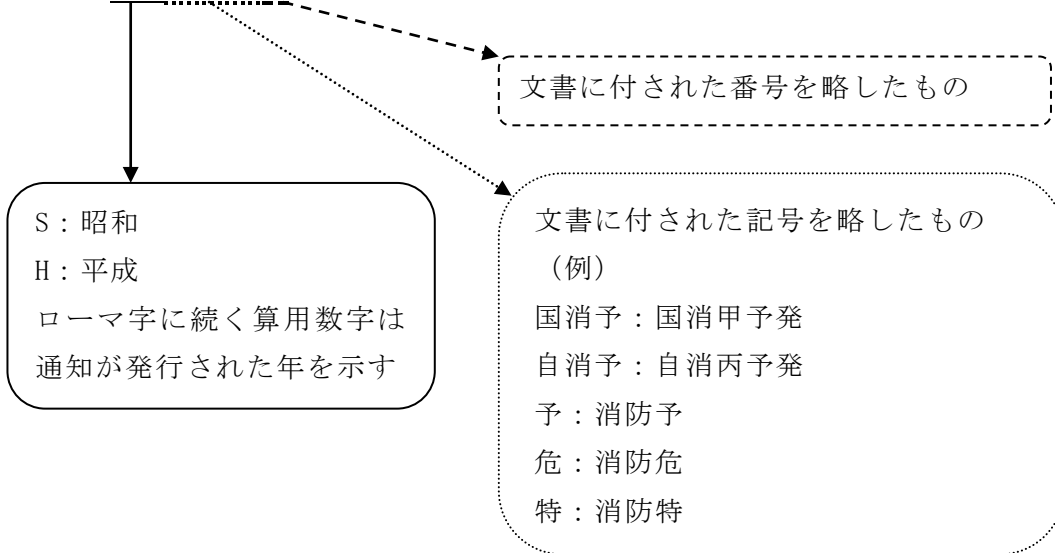 文書に付された番号を略したもの
S：昭和
H：平成
ローマ字に続く算用数字は
通知が発行された年を示す
文書に付された記号を略したもの
（例）
国消予：国消甲予発
自消予：自消丙予発
予：消防予
危：消防危
特：消防特